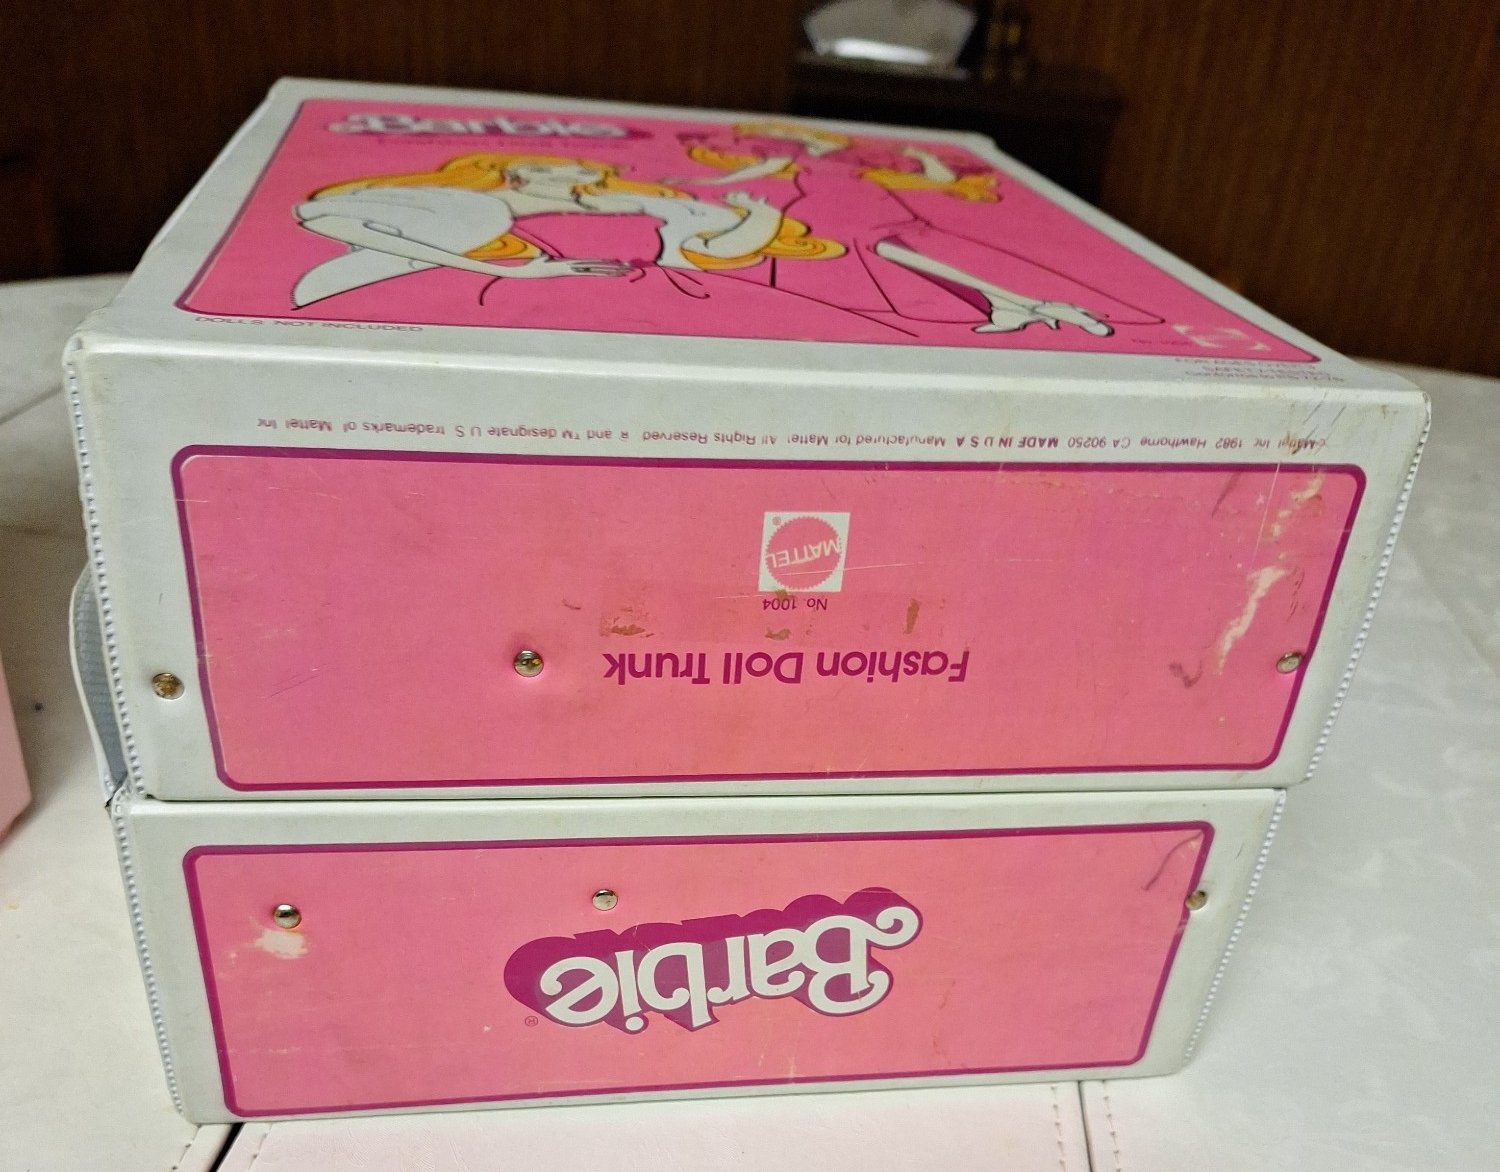 Barbie
DOLLS NOT INCLUDED
©Mattel Inc 1982 Hawthorne CA 90250 MADE IN U S A Manufactured for Mattel All Rights Reserved ® and ™ designate U S trademarks of Mattel Inc
MATTEL®
No. 1004
Fashion Doll Trunk
Barbie®